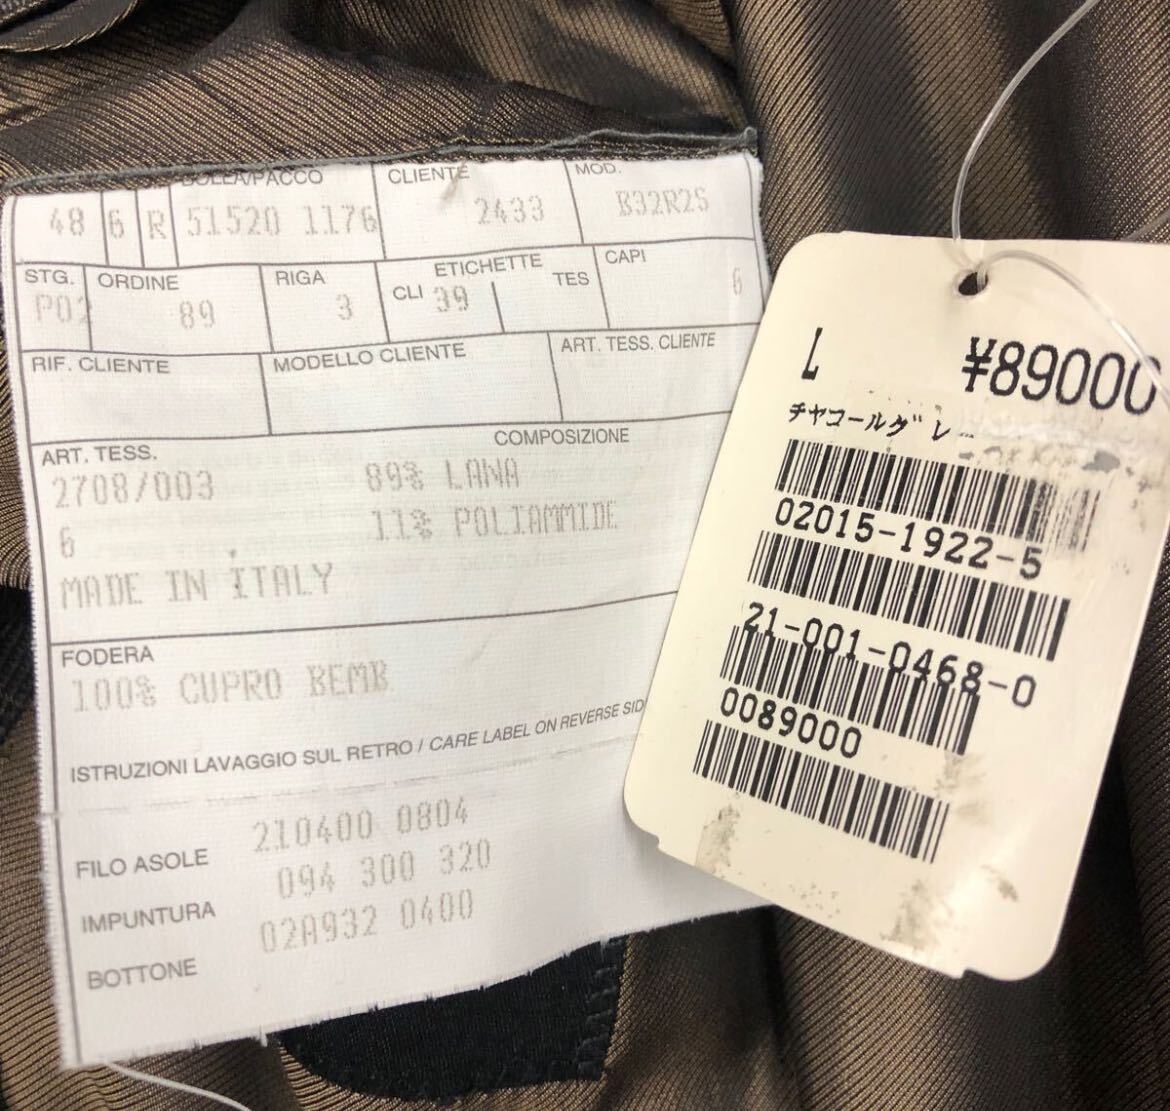 BOLLA/PACCO CLIENTE MOD.
48 6 R 51520 1176 2433 B32R2S
STG. ORDINE RIGA ETICHETTE CAPI
P02 89 3 CLI 39 TES 6
RIF. CLIENTE MODELLO CLIENTE ART. TESS. CLIENTE
ART. TESS. COMPOSIZIONE
2708/003 89% LANA
6 11% POLIAMMIDE
MADE IN ITALY
FODERA
100% CUPRO BEMB
ISTRUZIONI LAVAGGIO SUL RETRO / CARE LABEL ON REVERSE SID
210400 0804
FILO ASOLE
094 300 320
IMPUNTURA
02A932 0400
BOTTONE
L ¥89000
チヤコールグレ
02015-1922-5
21-001-0468-0
0089000